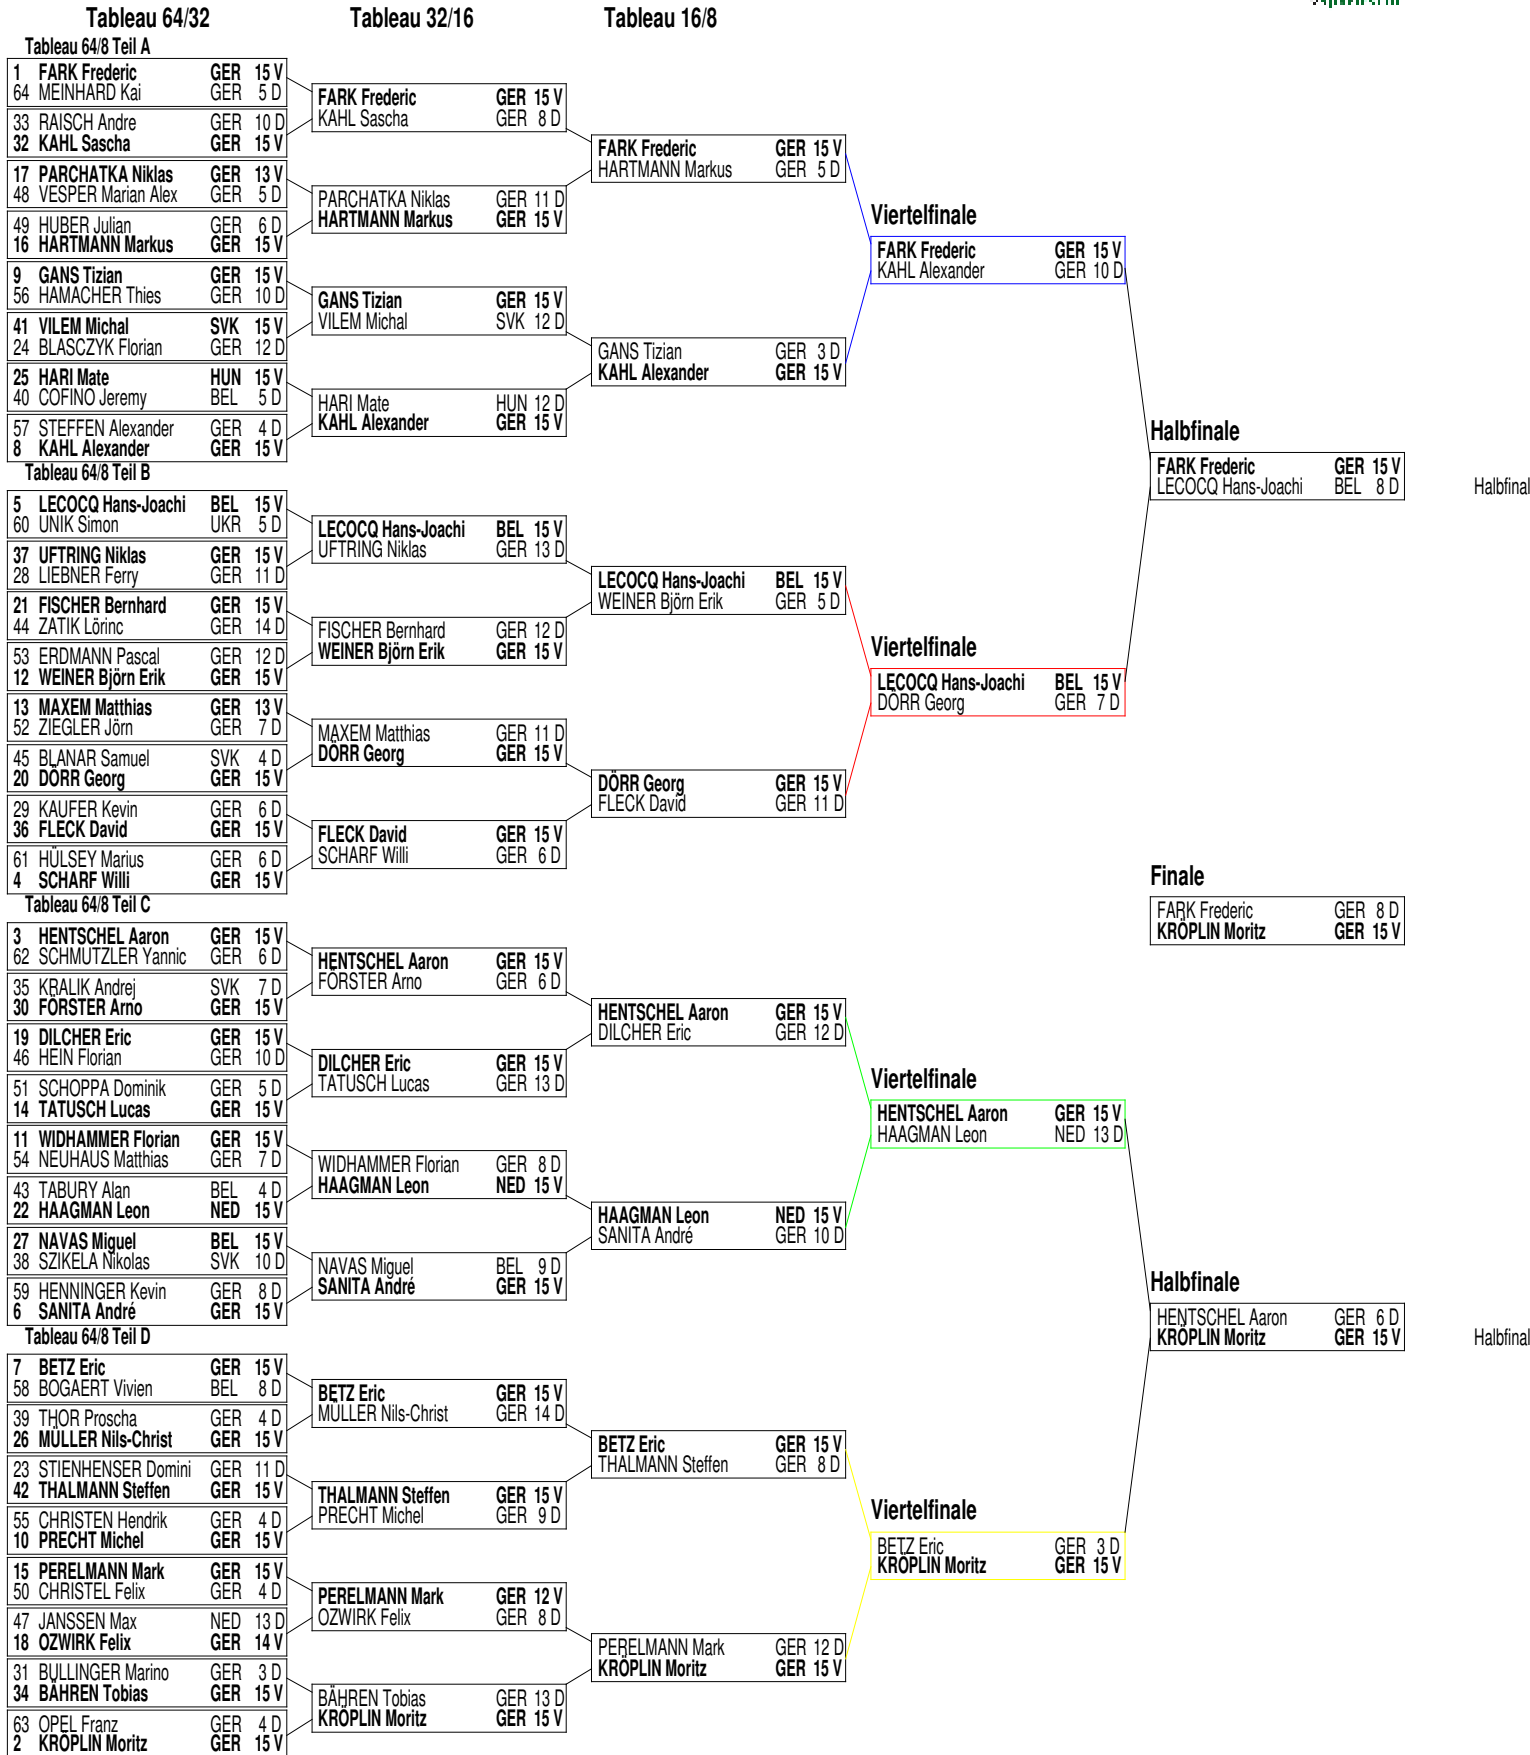 Tableau 64/32
Tableau 32/16
Tableau 16/8
Tableau 64/8 Teil A
1 FARK Frederic GER 15 V
64 MEINHARD Kai GER 5 D
33 RAISCH Andre GER 10 D
32 KAHL Sascha GER 15 V
17 PARCHATKA Niklas GER 13 V
48 VESPER Marian Alex GER 5 D
49 HUBER Julian GER 6 D
16 HARTMANN Markus GER 15 V
9 GANS Tizian GER 15 V
56 HAMACHER Thies GER 10 D
41 VILEM Michal SVK 15 V
24 BLASCZYK Florian GER 12 D
25 HARI Mate HUN 15 V
40 COFINO Jeremy BEL 5 D
57 STEFFEN Alexander GER 4 D
8 KAHL Alexander GER 15 V
Tableau 64/8 Teil B
5 LECOCQ Hans-Joachi BEL 15 V
60 UNIK Simon UKR 5 D
37 UFTRING Niklas GER 15 V
28 LIEBNER Ferry GER 11 D
21 FISCHER Bernhard GER 15 V
44 ZATIK Lörinc GER 14 D
53 ERDMANN Pascal GER 12 D
12 WEINER Björn Erik GER 15 V
13 MAXEM Matthias GER 13 V
52 ZIEGLER Jörn GER 7 D
45 BLANAR Samuel SVK 4 D
20 DÖRR Georg GER 15 V
29 KAUFER Kevin GER 6 D
36 FLECK David GER 15 V
61 HÜLSEY Marius GER 6 D
4 SCHARF Willi GER 15 V
Tableau 64/8 Teil C
3 HENTSCHEL Aaron GER 15 V
62 SCHMUTZLER Yannic GER 6 D
35 KRALIK Andrej SVK 7 D
30 FÖRSTER Arno GER 15 V
19 DILCHER Eric GER 15 V
46 HEIN Florian GER 10 D
51 SCHOPPA Dominik GER 5 D
14 TATUSCH Lucas GER 15 V
11 WIDHAMMER Florian GER 15 V
54 NEUHAUS Matthias GER 7 D
43 TABURY Alan BEL 4 D
22 HAAGMAN Leon NED 15 V
27 NAVAS Miguel BEL 15 V
38 SZIKELA Nikolas SVK 10 D
59 HENNINGER Kevin GER 8 D
6 SANITA André GER 15 V
Tableau 64/8 Teil D
7 BETZ Eric GER 15 V
58 BOGAERT Vivien BEL 8 D
39 THOR Proscha GER 4 D
26 MÜLLER Nils-Christ GER 15 V
23 STIENHENSER Domini GER 11 D
42 THALMANN Steffen GER 15 V
55 CHRISTEN Hendrik GER 4 D
10 PRECHT Michel GER 15 V
15 PERELMANN Mark GER 15 V
50 CHRISTEL Felix GER 4 D
47 JANSSEN Max NED 13 D
18 OZWIRK Felix GER 14 V
31 BULLINGER Marino GER 3 D
34 BÄHREN Tobias GER 15 V
63 OPEL Franz GER 4 D
2 KRÖPLIN Moritz GER 15 V
FARK Frederic GER 15 V
KAHL Sascha GER 8 D
PARCHATKA Niklas GER 11 D
HARTMANN Markus GER 15 V
GANS Tizian GER 15 V
VILEM Michal SVK 12 D
HARI Mate HUN 12 D
KAHL Alexander GER 15 V
LECOCQ Hans-Joachi BEL 15 V
UFTRING Niklas GER 13 D
FISCHER Bernhard GER 12 D
WEINER Björn Erik GER 15 V
MAXEM Matthias GER 11 D
DÖRR Georg GER 15 V
FLECK David GER 15 V
SCHARF Willi GER 6 D
HENTSCHEL Aaron GER 15 V
FÖRSTER Arno GER 6 D
DILCHER Eric GER 15 V
TATUSCH Lucas GER 13 D
WIDHAMMER Florian GER 8 D
HAAGMAN Leon NED 15 V
NAVAS Miguel BEL 9 D
SANITA André GER 15 V
BETZ Eric GER 15 V
MÜLLER Nils-Christ GER 14 D
THALMANN Steffen GER 15 V
PRECHT Michel GER 9 D
PERELMANN Mark GER 12 V
OZWIRK Felix GER 8 D
BÄHREN Tobias GER 13 D
KRÖPLIN Moritz GER 15 V
FARK Frederic GER 15 V
HARTMANN Markus GER 5 D
GANS Tizian GER 3 D
KAHL Alexander GER 15 V
LECOCQ Hans-Joachi BEL 15 V
WEINER Björn Erik GER 5 D
DÖRR Georg GER 15 V
FLECK David GER 11 D
HENTSCHEL Aaron GER 15 V
DILCHER Eric GER 12 D
HAAGMAN Leon NED 15 V
SANITA André GER 10 D
BETZ Eric GER 15 V
THALMANN Steffen GER 8 D
PERELMANN Mark GER 12 D
KRÖPLIN Moritz GER 15 V
Viertelfinale
FARK Frederic GER 15 V
KAHL Alexander GER 10 D
Viertelfinale
LECOCQ Hans-Joachi BEL 15 V
DÖRR Georg GER 7 D
Viertelfinale
HENTSCHEL Aaron GER 15 V
HAAGMAN Leon NED 13 D
Viertelfinale
BETZ Eric GER 3 D
KRÖPLIN Moritz GER 15 V
Halbfinale
FARK Frederic GER 15 V
LECOCQ Hans-Joachi BEL 8 D
Halbfinal
Finale
FARK Frederic GER 8 D
KRÖPLIN Moritz GER 15 V
Halbfinale
HENTSCHEL Aaron GER 6 D
KRÖPLIN Moritz GER 15 V
Halbfinal